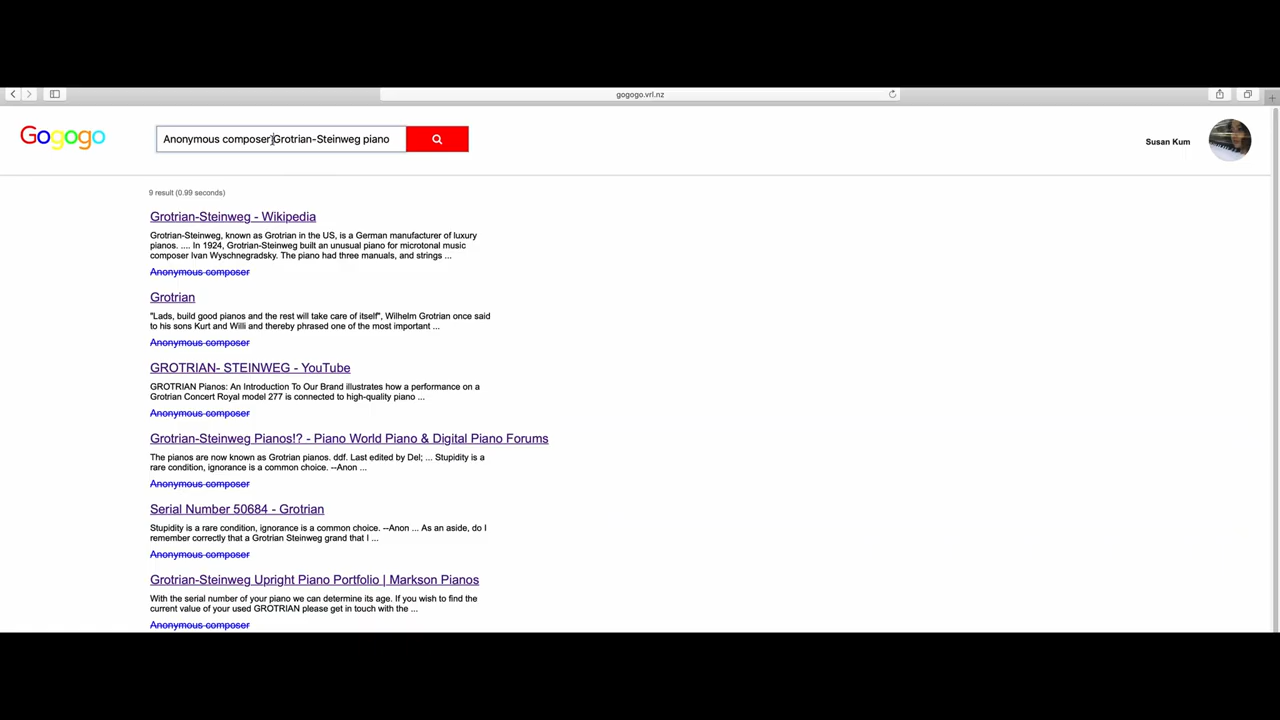 gogogo.vrl.nz
Gogogo
Anonymous composer Grotrian-Steinweg piano
Susan Kum
9 result (0.99 seconds)
Grotrian-Steinweg - Wikipedia
Grotrian-Steinweg, known as Grotrian in the US, is a German manufacturer of luxury
pianos. .... In 1924, Grotrian-Steinweg built an unusual piano for microtonal music
composer Ivan Wyschnegradsky. The piano had three manuals, and strings ...
Anonymous composer
Grotrian
"Lads, build good pianos and the rest will take care of itself", Wilhelm Grotrian once said
to his sons Kurt and Willi and thereby phrased one of the most important ...
Anonymous composer
GROTRIAN- STEINWEG - YouTube
GROTRIAN Pianos: An Introduction To Our Brand illustrates how a performance on a
Grotrian Concert Royal model 277 is connected to high-quality piano ...
Anonymous composer
Grotrian-Steinweg Pianos!? - Piano World Piano & Digital Piano Forums
The pianos are now known as Grotrian pianos. ddf. Last edited by Del; ... Stupidity is a
rare condition, ignorance is a common choice. --Anon ...
Anonymous composer
Serial Number 50684 - Grotrian
Stupidity is a rare condition, ignorance is a common choice. --Anon ... As an aside, do I
remember correctly that a Grotrian Steinweg grand that I ...
Anonymous composer
Grotrian-Steinweg Upright Piano Portfolio | Markson Pianos
With the serial number of your piano we can determine its age. If you wish to find the
current value of your used GROTRIAN please get in touch with the ...
Anonymous composer